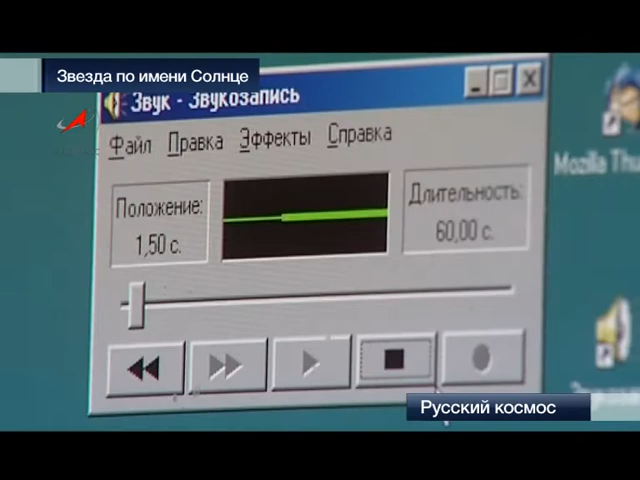 Звезда по имени Солнце
Звук - Звукозапись
Файл Правка Эффекты Справка
Mozilla
Положение:
1,50 с.
Длительность:
60,00 с.
Русский космос